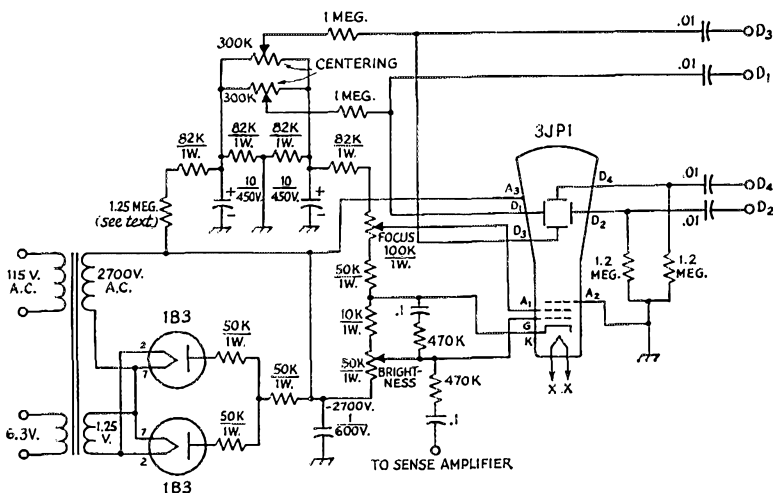 1 MEG.
.01
D3
300K
CENTERING
.01
D1
300K
1 MEG.
3JP1
82K
1W.
82K
1W.
82K
1W.
82K
1W.
+
10
450V.
-
10
450V.
+
-
A3
D4
.01
D4
D1
D2
.01
D2
D3
1.25 MEG.
(see text)
FOCUS
100K
1W.
1.2
MEG.
1.2
MEG.
115 V.
A.C.
2700V.
A.C.
50K
1W.
A1
A2
1B3
50K
1W.
10K
1W.
.1
470K
G
K
2
7
50K
1W.
50K
1W.
BRIGHT-
NESS
470K
X
X
-2700V.
1
600V.
6.3V.
1.25
V.
7
2
50K
1W.
.1
1B3
TO SENSE AMPLIFIER